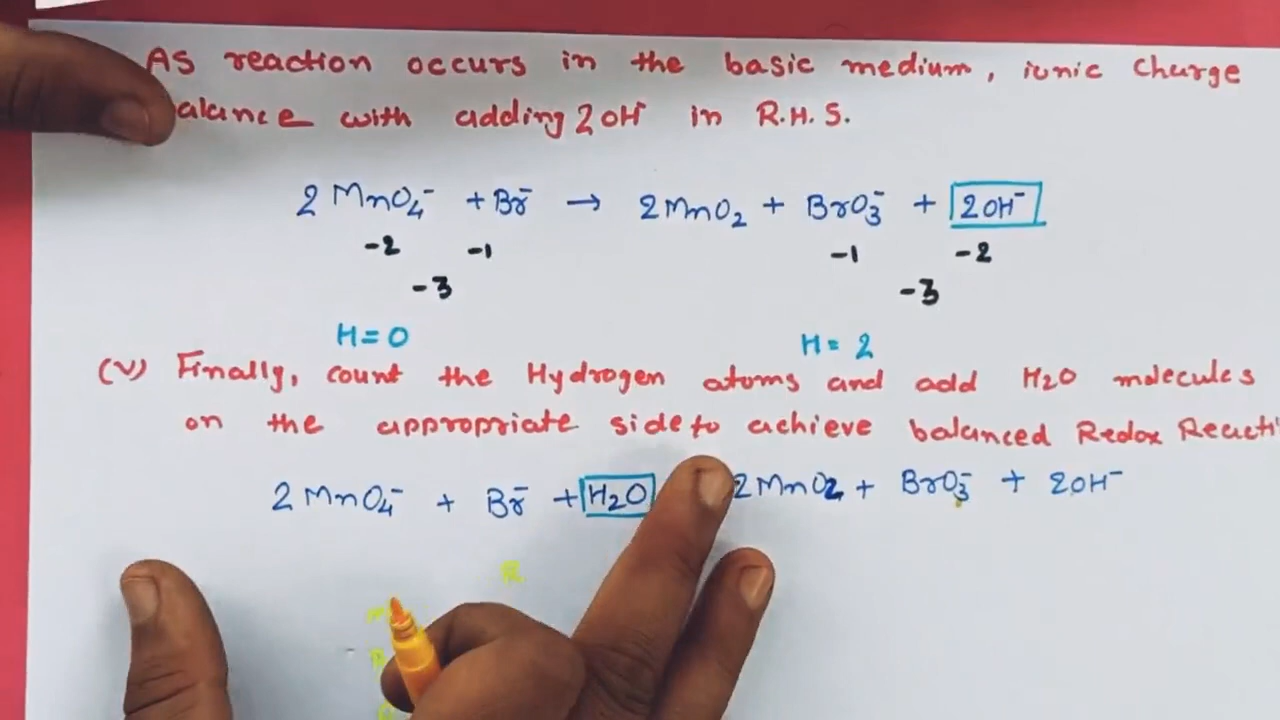 As reaction occurs in the basic medium, ionic charge
alance with adding 2OH⁻ in R.H.S.
2MnO₄⁻ + Br⁻ → 2MnO₂ + BrO₃⁻ + 2OH⁻
-2 -1 -1 -2
-3 -3
H = 0 H = 2
(v) Finally, count the Hydrogen atoms and add H₂O molecules
on the appropriate side to achieve balanced Redox Reacti
2MnO₄⁻ + Br⁻ + H₂O 2MnO₂ + BrO₃⁻ + 2OH⁻
R